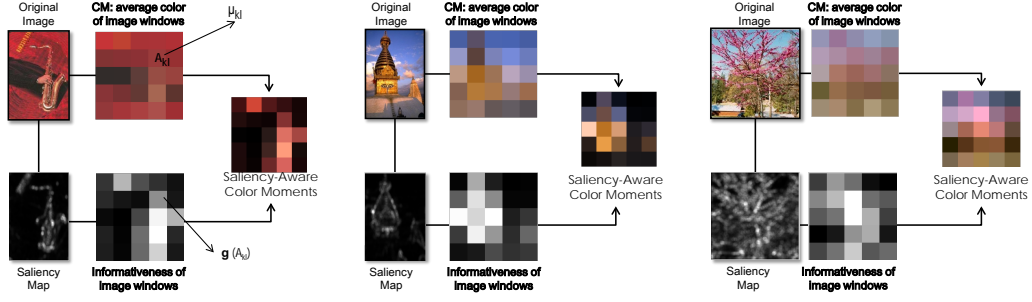 Original
Image
CM: average color
of image windows
μkl
Akl
Saliency-Aware
Color Moments
g (Akl)
Saliency
Map
Informativeness of
image windows
Original
Image
CM: average color
of image windows
Saliency-Aware
Color Moments
Saliency
Map
Informativeness of
image windows
Original
Image
CM: average color
of image windows
Saliency-Aware
Color Moments
Saliency
Map
Informativeness of
image windows